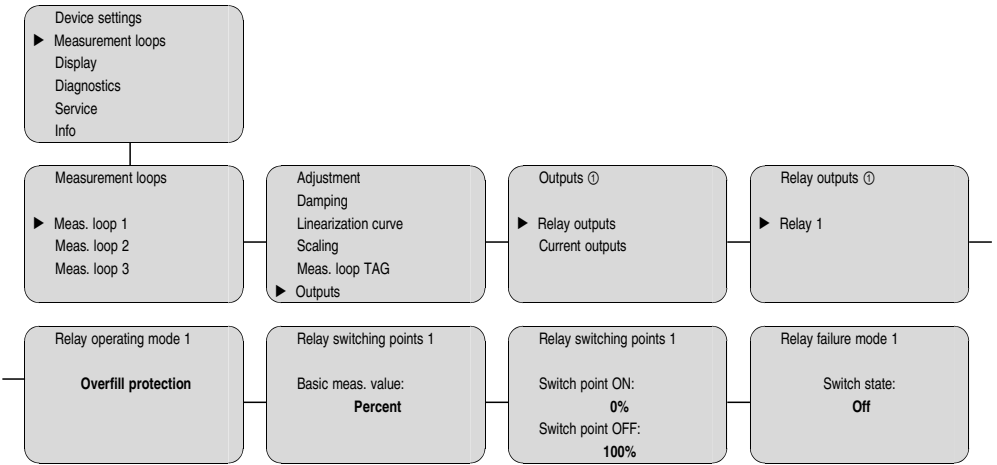 Device settings
▶ Measurement loops
Display
Diagnostics
Service
Info
Measurement loops
▶ Meas. loop 1
Meas. loop 2
Meas. loop 3
Adjustment
Damping
Linearization curve
Scaling
Meas. loop TAG
▶ Outputs
Outputs ①
▶ Relay outputs
Current outputs
Relay outputs ①
▶ Relay 1
Relay operating mode 1
Overfill protection
Relay switching points 1
Basic meas. value:
Percent
Relay switching points 1
Switch point ON:
0%
Switch point OFF:
100%
Relay failure mode 1
Switch state:
Off